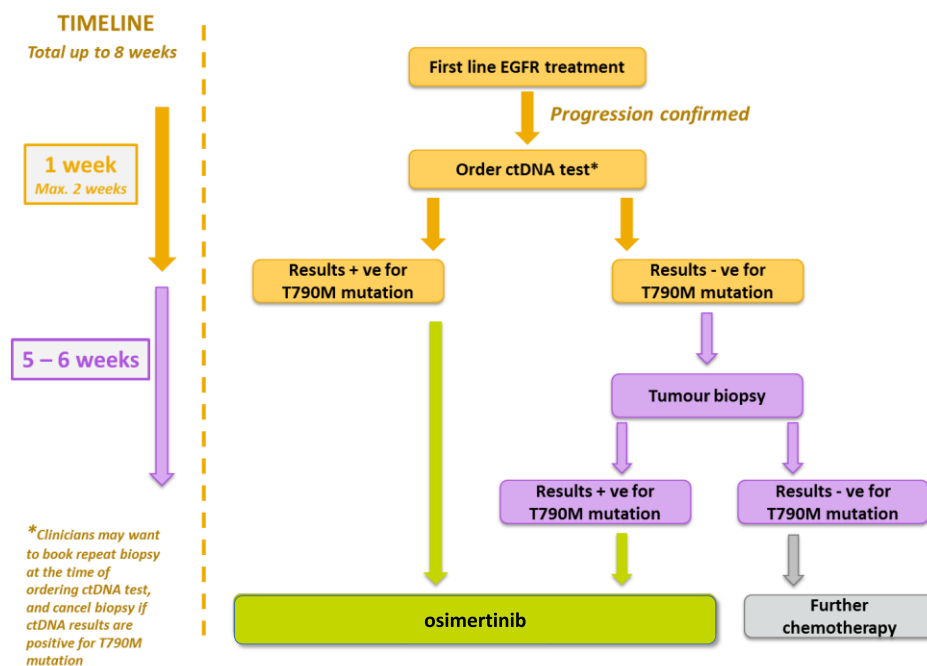 TIMELINE
Total up to 8 weeks
First line EGFR treatment
Progression confirmed
1 week
Max. 2 weeks
Order ctDNA test*
Results + ve for
T790M mutation
Results - ve for
T790M mutation
5 – 6 weeks
Tumour biopsy
Results + ve for
T790M mutation
Results - ve for
T790M mutation
*Clinicians may want
to book repeat biopsy
at the time of
ordering ctDNA test,
and cancel biopsy if
ctDNA results are
positive for T790M
mutation
osimertinib
Further
chemotherapy